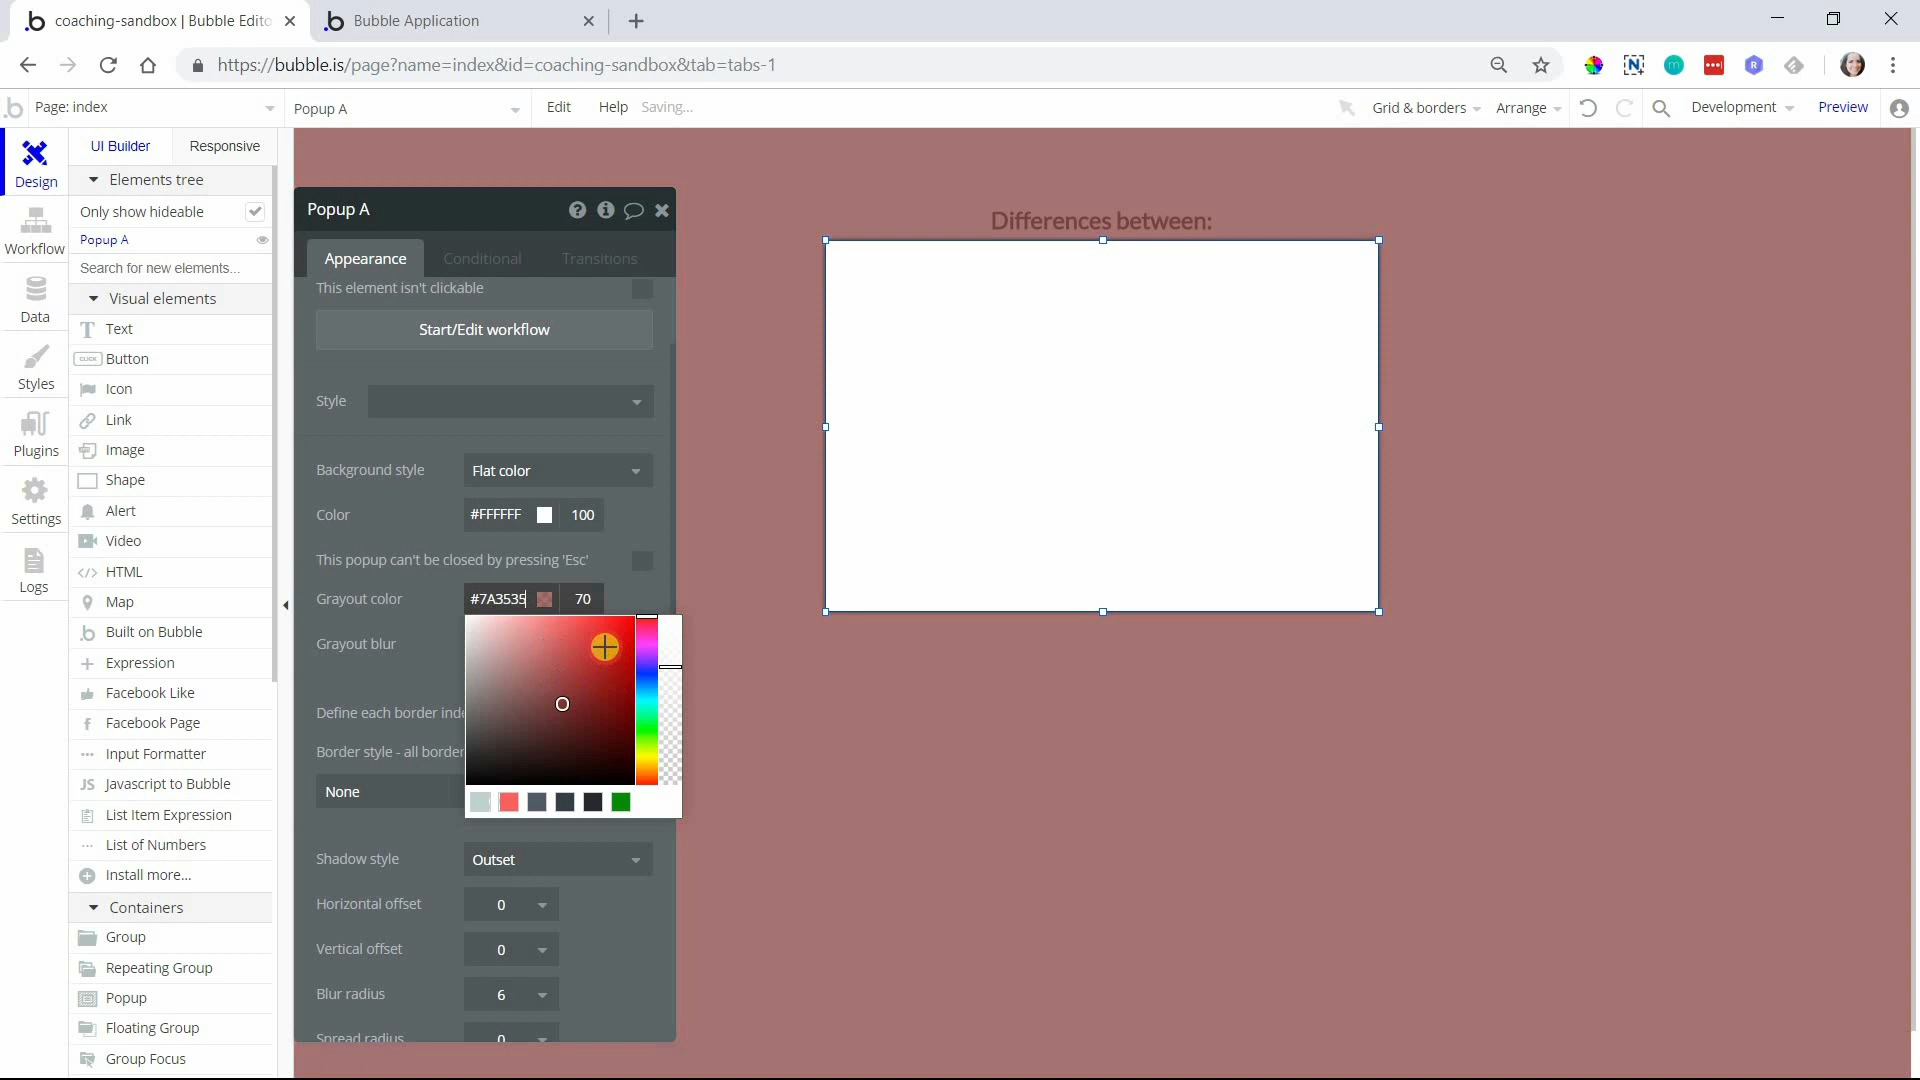 coaching-sandbox | Bubble Edito
Bubble Application
https://bubble.is/page?name=index&id=coaching-sandbox&tab=tabs-1
Page: index
Popup A
Edit
Help
Saving...
Grid & borders
Arrange
Development
Preview
Design
Workflow
Data
Styles
Plugins
Settings
Logs
UI Builder
Responsive
Elements tree
Only show hideable
Popup A
Search for new elements...
Visual elements
Text
CLICK Button
Icon
Link
Image
Shape
Alert
Video
HTML
Map
Built on Bubble
Expression
Facebook Like
Facebook Page
Input Formatter
JS Javascript to Bubble
List Item Expression
List of Numbers
Install more...
Containers
Group
Repeating Group
Popup
Floating Group
Group Focus
Popup A
Appearance
Conditional
Transitions
This element isn't clickable
Start/Edit workflow
Style
Background style
Flat color
Color
#FFFFFF
100
This popup can't be closed by pressing 'Esc'
Grayout color
#7A3535
70
Grayout blur
Define each border inde
Border style - all border
None
Shadow style
Outset
Horizontal offset
0
Vertical offset
0
Blur radius
6
Spread radius
0
Differences between: